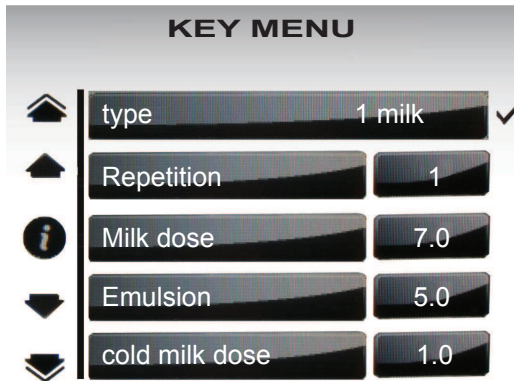 KEY MENU
type 1 milk
Repetition 1
Milk dose 7.0
Emulsion 5.0
cold milk dose 1.0